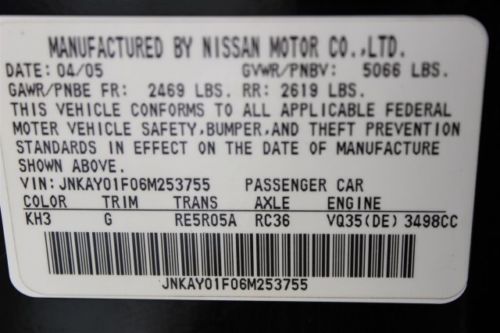 MANUFACTURED BY NISSAN MOTOR CO.,LTD.
DATE: 04/05 GVWR/PNBV: 5066 LBS.
GAWR/PNBE FR: 2469 LBS. RR: 2619 LBS.
THIS VEHICLE CONFORMS TO ALL APPLICABLE FEDERAL
MOTOR VEHICLE SAFETY,BUMPER,AND THEFT PREVENTION
STANDARDS IN EFFECT ON THE DATE OF MANUFACTURE
SHOWN ABOVE.
VIN: JNKAY01F06M253755 PASSENGER CAR
COLOR TRIM TRANS AXLE ENGINE
KH3 G RE5R05A RC36 VQ35(DE) 3498CC
JNKAY01F06M253755